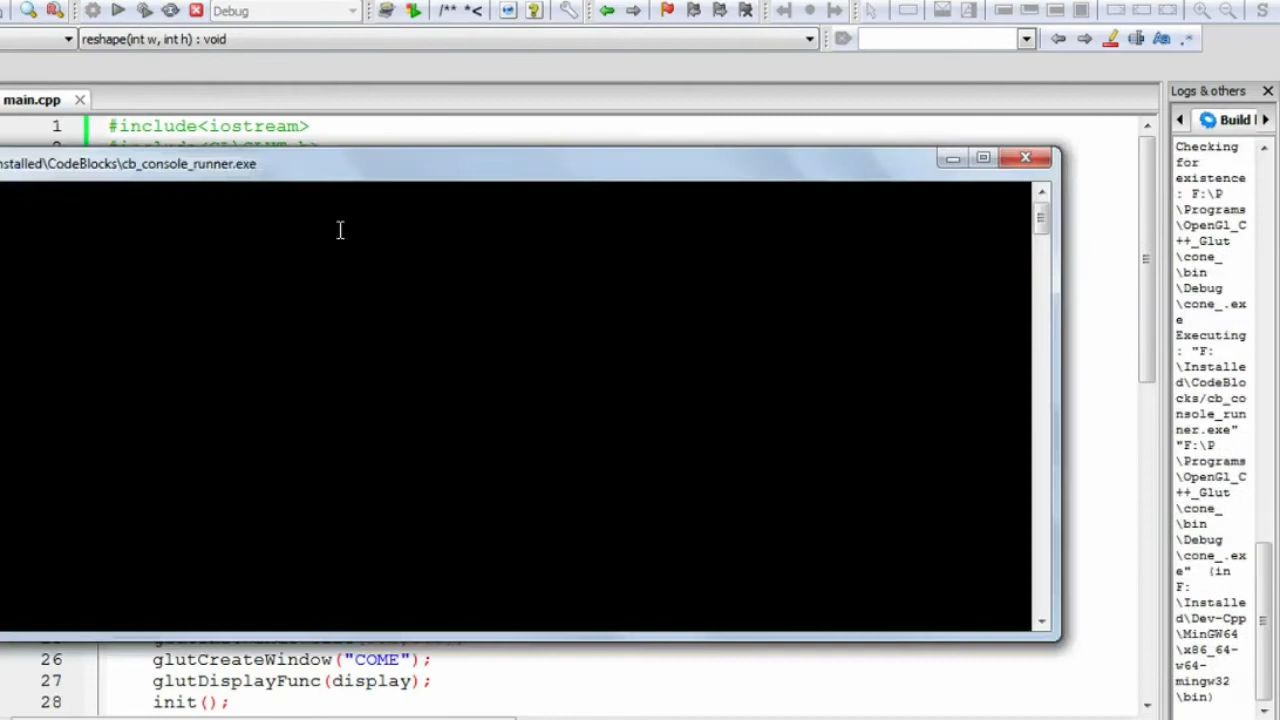 Debug
/** *<
S
reshape(int w, int h) : void
Aa .*
main.cpp
Logs & others
1 #include<iostream>
Build
nstalled\CodeBlocks\cb_console_runner.exe
Checking
for
existence
: F:\P
\Programs
\OpenGl_C
++_Glut
\cone_
\bin
\Debug
\cone_.ex
e
Executing
: "F:
\Installe
d\CodeBlo
cks/cb_co
nsole_run
ner.exe"
"F:\P
\Programs
\OpenGl_C
++_Glut
\cone_
\bin
\Debug
\cone_.ex
e" (in
F:
\Installe
d\Dev-Cpp
\MinGW64
\x86_64-
w64-
mingw32
\bin)
26 glutCreateWindow("COME");
27 glutDisplayFunc(display);
28 init();